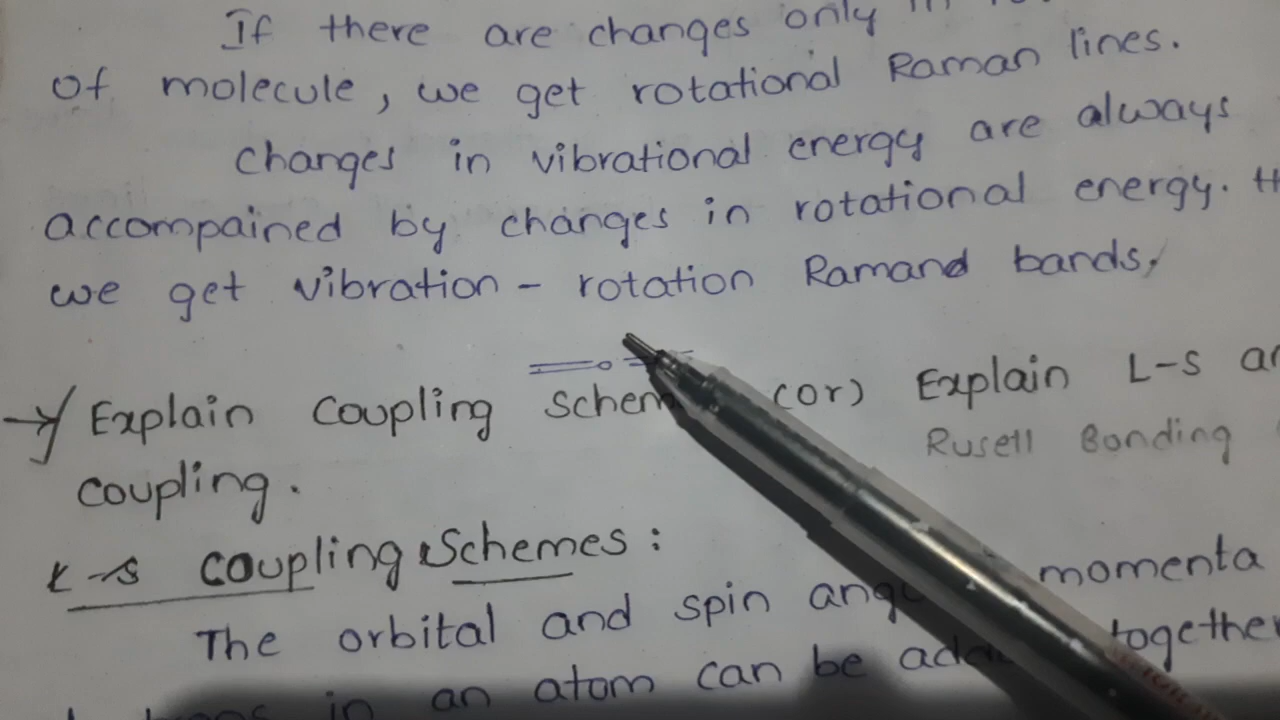 If there are changes only in
of molecule, we get rotational Raman lines.
changes in vibrational energy are always
accompained by changes in rotational energy.
we get vibration - rotation Ramand bands,
Explain Coupling (or) Explain L-S
Rusell Bonding
coupling.
L-S coupling Schemes:
The orbital and spin momenta
in an atom can be together